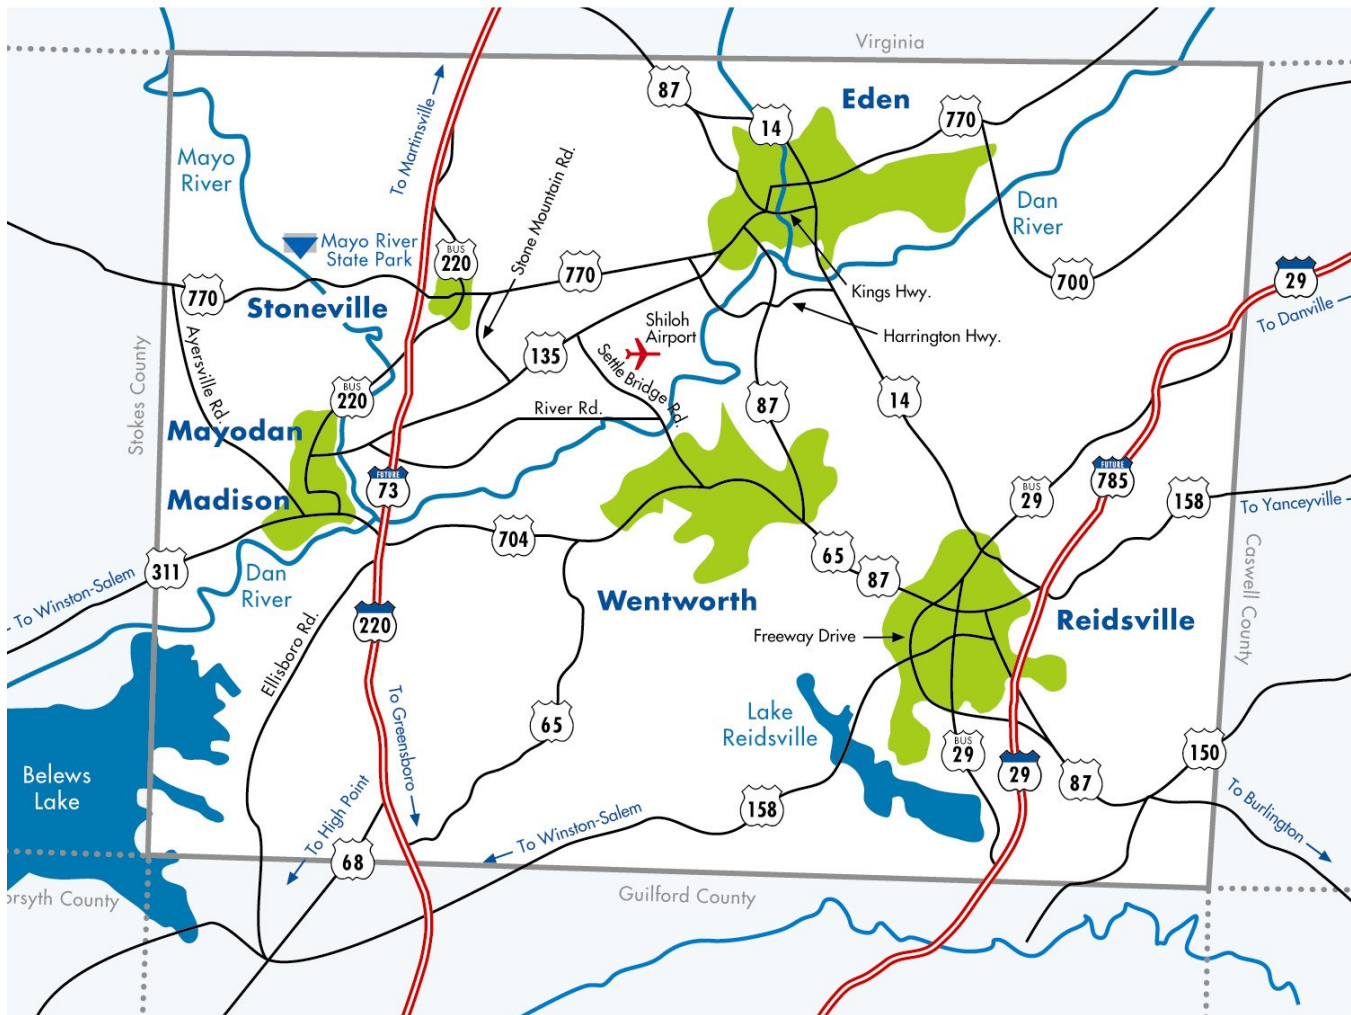 Virginia
87
14
Eden
770
To Martinsville
Mayo
River
Stone Mountain Rd.
Dan
River
Mayo River
State Park
BUS
220
770
770
700
29
Kings Hwy.
Stoneville
To Danville
Shiloh
Airport
Harrington Hwy.
Ayersville Rd.
135
Settle Bridge Rd.
Stokes County
BUS
220
87
14
River Rd.
Mayodan
FUTURE
73
FUTURE
785
BUS
29
158
Madison
To Yanceyville
704
65
311
87
Dan
River
To Winston-Salem
Caswell County
Wentworth
220
Reidsville
Freeway Drive
Ellisboro Rd.
To Greensboro
65
Lake
Reidsville
BUS
29
29
150
87
Belews
Lake
158
To High Point
To Winston-Salem
To Burlington
68
orsyth County
Guilford County